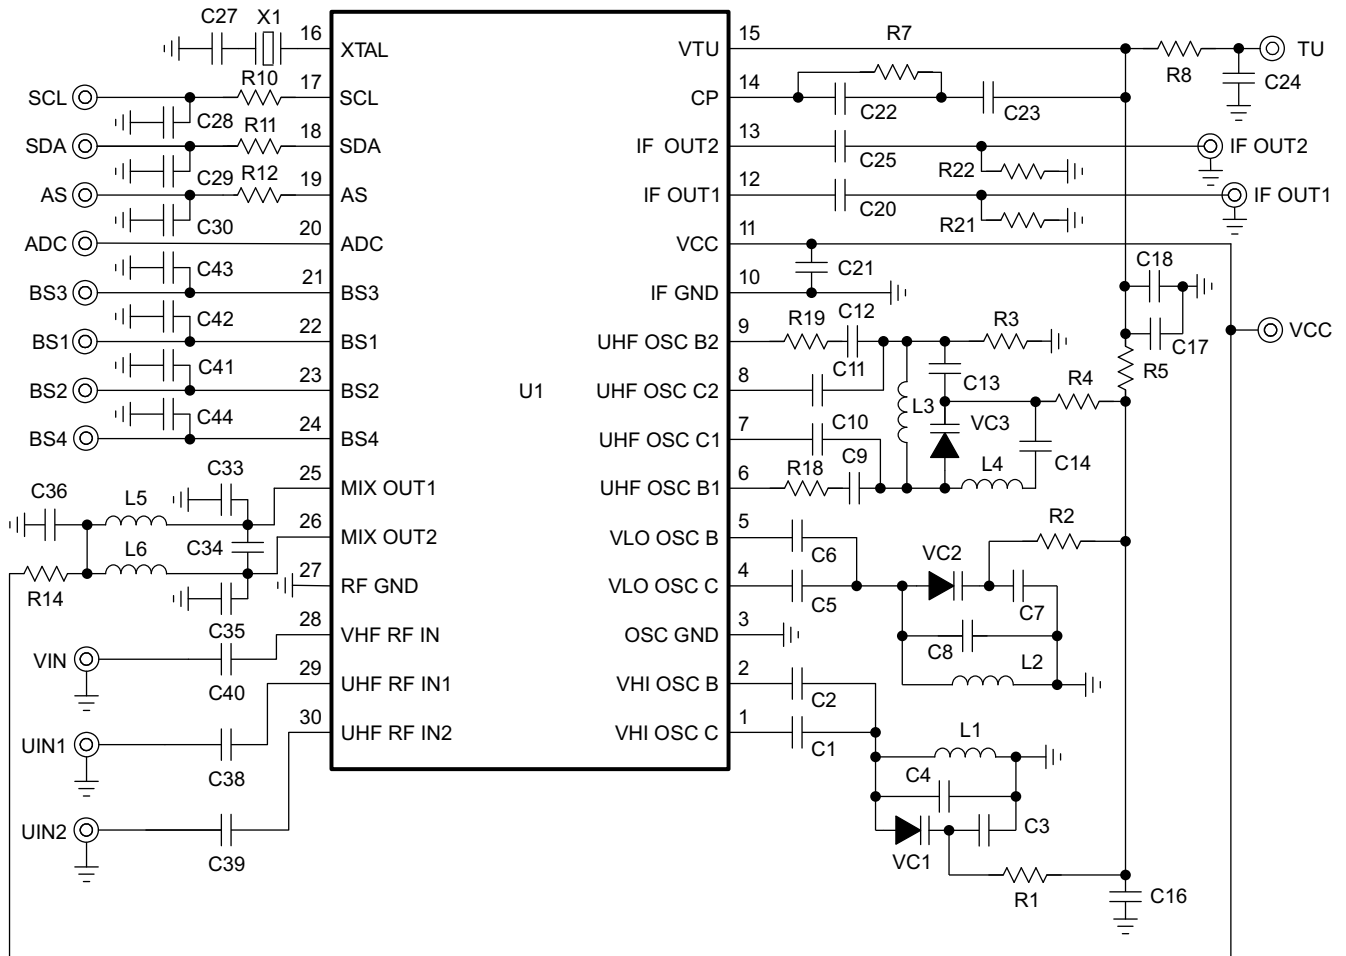 C27 X1 16 XTAL VTU 15 R7 R8 TU C24
R10 17 SCL SCL C28 CP 14 C22 C23
R11 18 SDA SDA C29 IF OUT2 13 C25 R22 IF OUT2
R12 19 AS AS C30 IF OUT1 12 C20 R21 IF OUT1
ADC 20 ADC VCC 11 C21
C43 BS3 21 BS3 IF GND 10 C18
C42 BS1 22 BS1 UHF OSC B2 9 R19 C12 R3 C17 VCC
C41 BS2 23 BS2 U1 UHF OSC C2 8 C11 C13 R4 R5
C44 BS4 24 BS4 UHF OSC C1 7 C10 L3 VC3 C14
C33 25 MIX OUT1 UHF OSC B1 6 R18 C9 L4
C36 L5 26 MIX OUT2 VLO OSC B 5 C6 R2
L6 C34 27 RF GND VLO OSC C 4 C5 VC2 C7
R14 C35 28 VHF RF IN OSC GND 3 C8
VIN C40 29 UHF RF IN1 VHI OSC B 2 C2 L2
UIN1 C38 30 UHF RF IN2 VHI OSC C 1 C1 L1
C4
UIN2 C39 VC1 C3
R1 C16